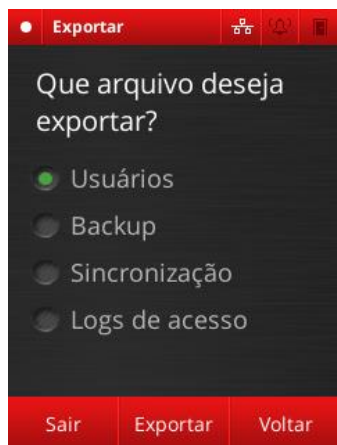 Exportar
Que arquivo deseja
exportar?
Usuários
Backup
Sincronização
Logs de acesso
Sair Exportar Voltar